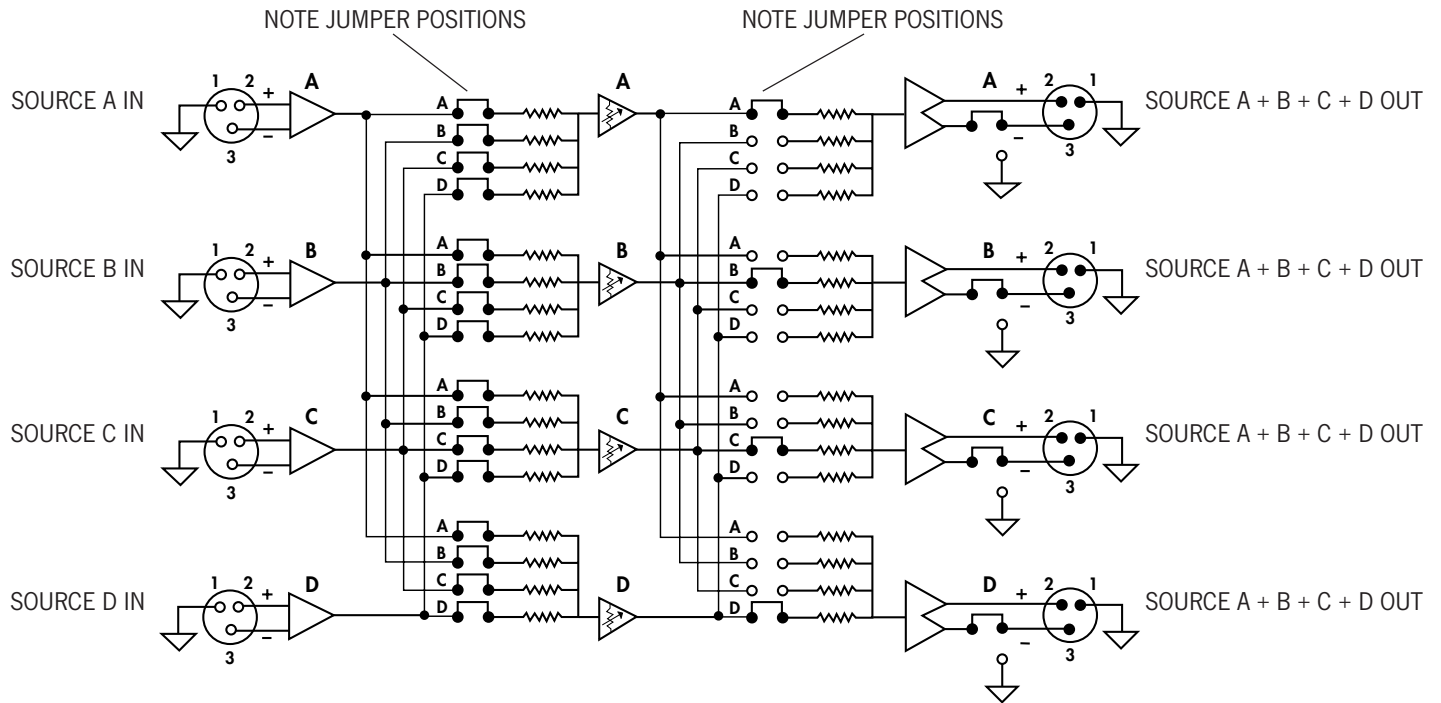 NOTE JUMPER POSITIONS NOTE JUMPER POSITIONS
SOURCE A IN 1 2 + − 3 A A B C D A A B C D A + − 2 1 3 SOURCE A + B + C + D OUT
SOURCE B IN 1 2 + − 3 B A B C D B A B C D B + − 2 1 3 SOURCE A + B + C + D OUT
SOURCE C IN 1 2 + − 3 C A B C D C A B C D C + − 2 1 3 SOURCE A + B + C + D OUT
SOURCE D IN 1 2 + − 3 D A B C D D A B C D D + − 2 1 3 SOURCE A + B + C + D OUT